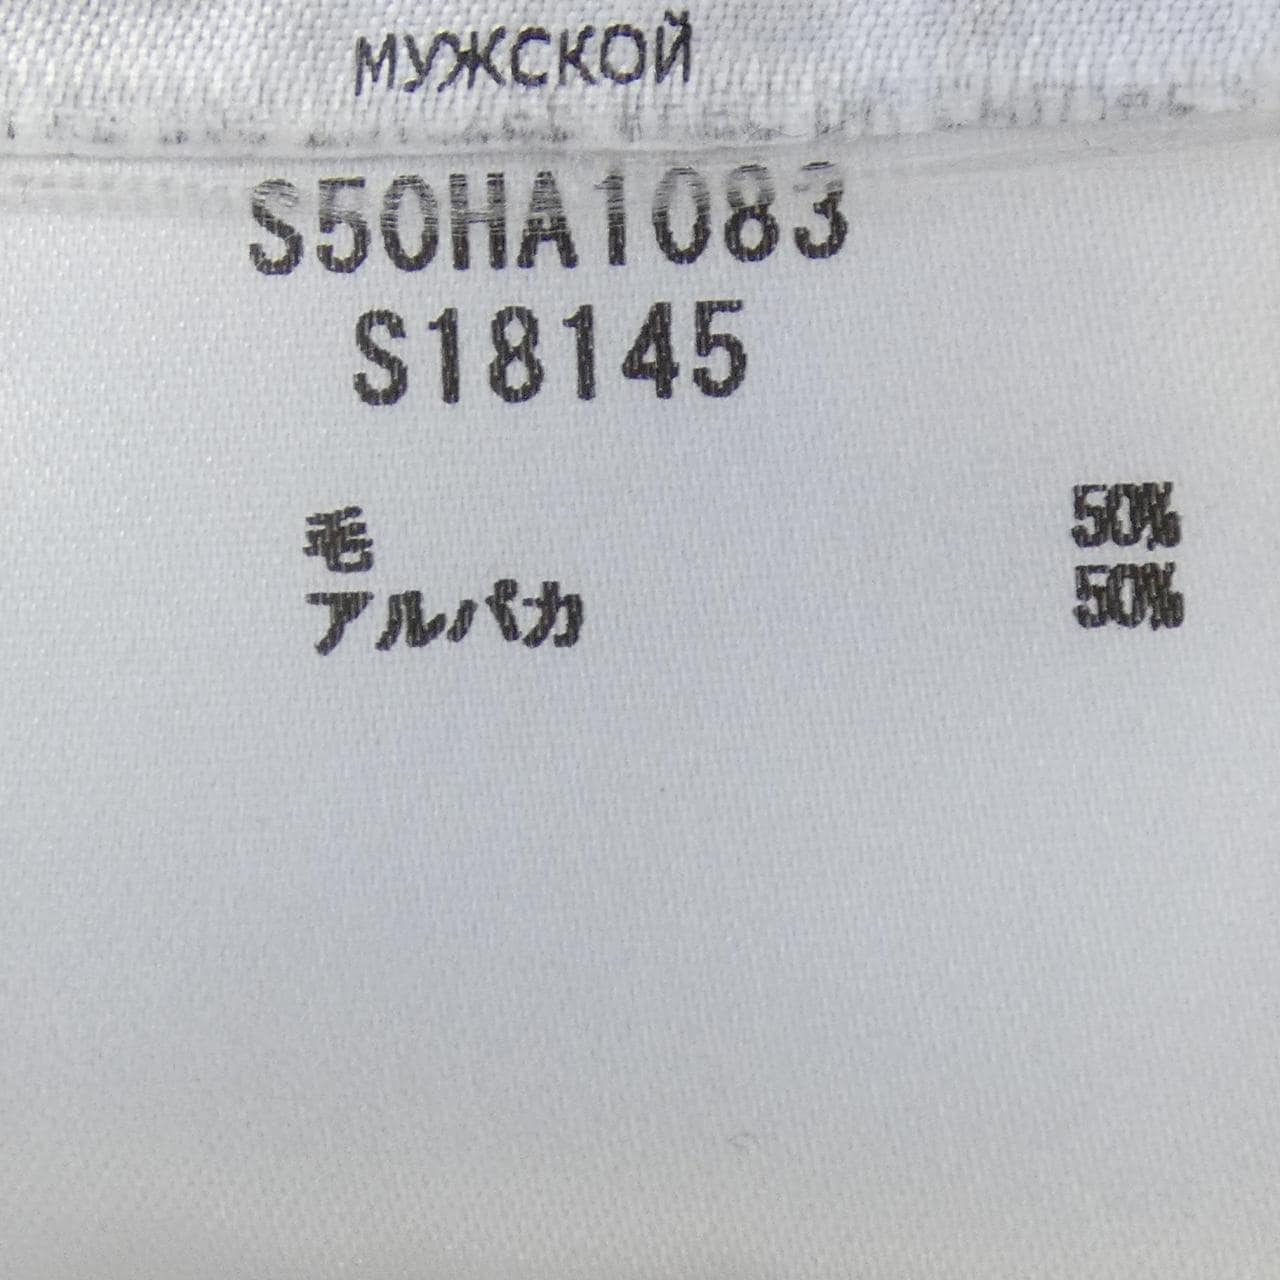 МУЖСКОЙ
S50HA1083
S18145
毛 50%
アルパカ 50%